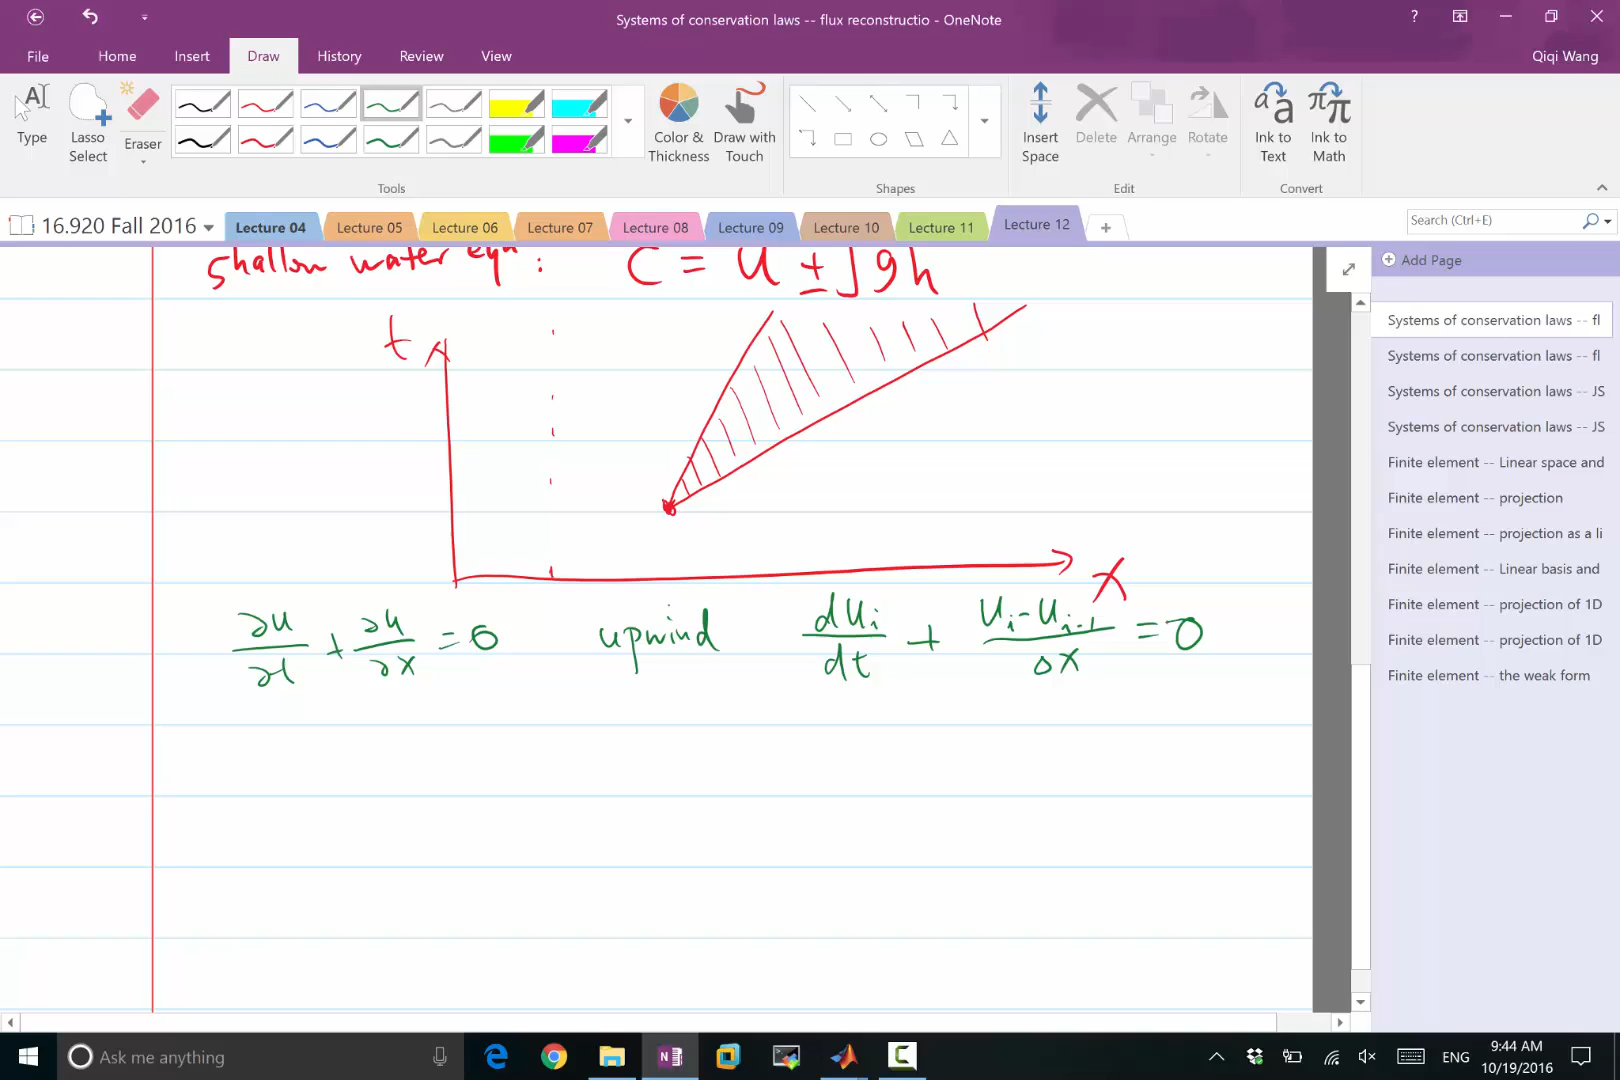 Systems of conservation laws -- flux reconstructio - OneNote
?
File Home Insert Draw History Review View
Qiqi Wang
Type
Lasso Select
Eraser
Color & Thickness
Draw with Touch
Insert Space
Delete
Arrange
Rotate
Ink to Text
Ink to Math
Tools
Shapes
Edit
Convert
16.920 Fall 2016
Lecture 04 Lecture 05 Lecture 06 Lecture 07 Lecture 08 Lecture 09 Lecture 10 Lecture 11 Lecture 12 +
Search (Ctrl+E)
Add Page
Systems of conservation laws -- fl
Systems of conservation laws -- fl
Systems of conservation laws -- JS
Systems of conservation laws -- JS
Finite element -- Linear space and
Finite element -- projection
Finite element -- projection as a li
Finite element -- Linear basis and
Finite element -- projection of 1D
Finite element -- projection of 1D
Finite element -- the weak form
shallow water eqn : C = u ± √gh
t
x
∂u/∂t + ∂u/∂x = 0 upwind du_i/dt + (u_i - u_{i-1})/Δx = 0
Ask me anything
ENG
9:44 AM
10/19/2016